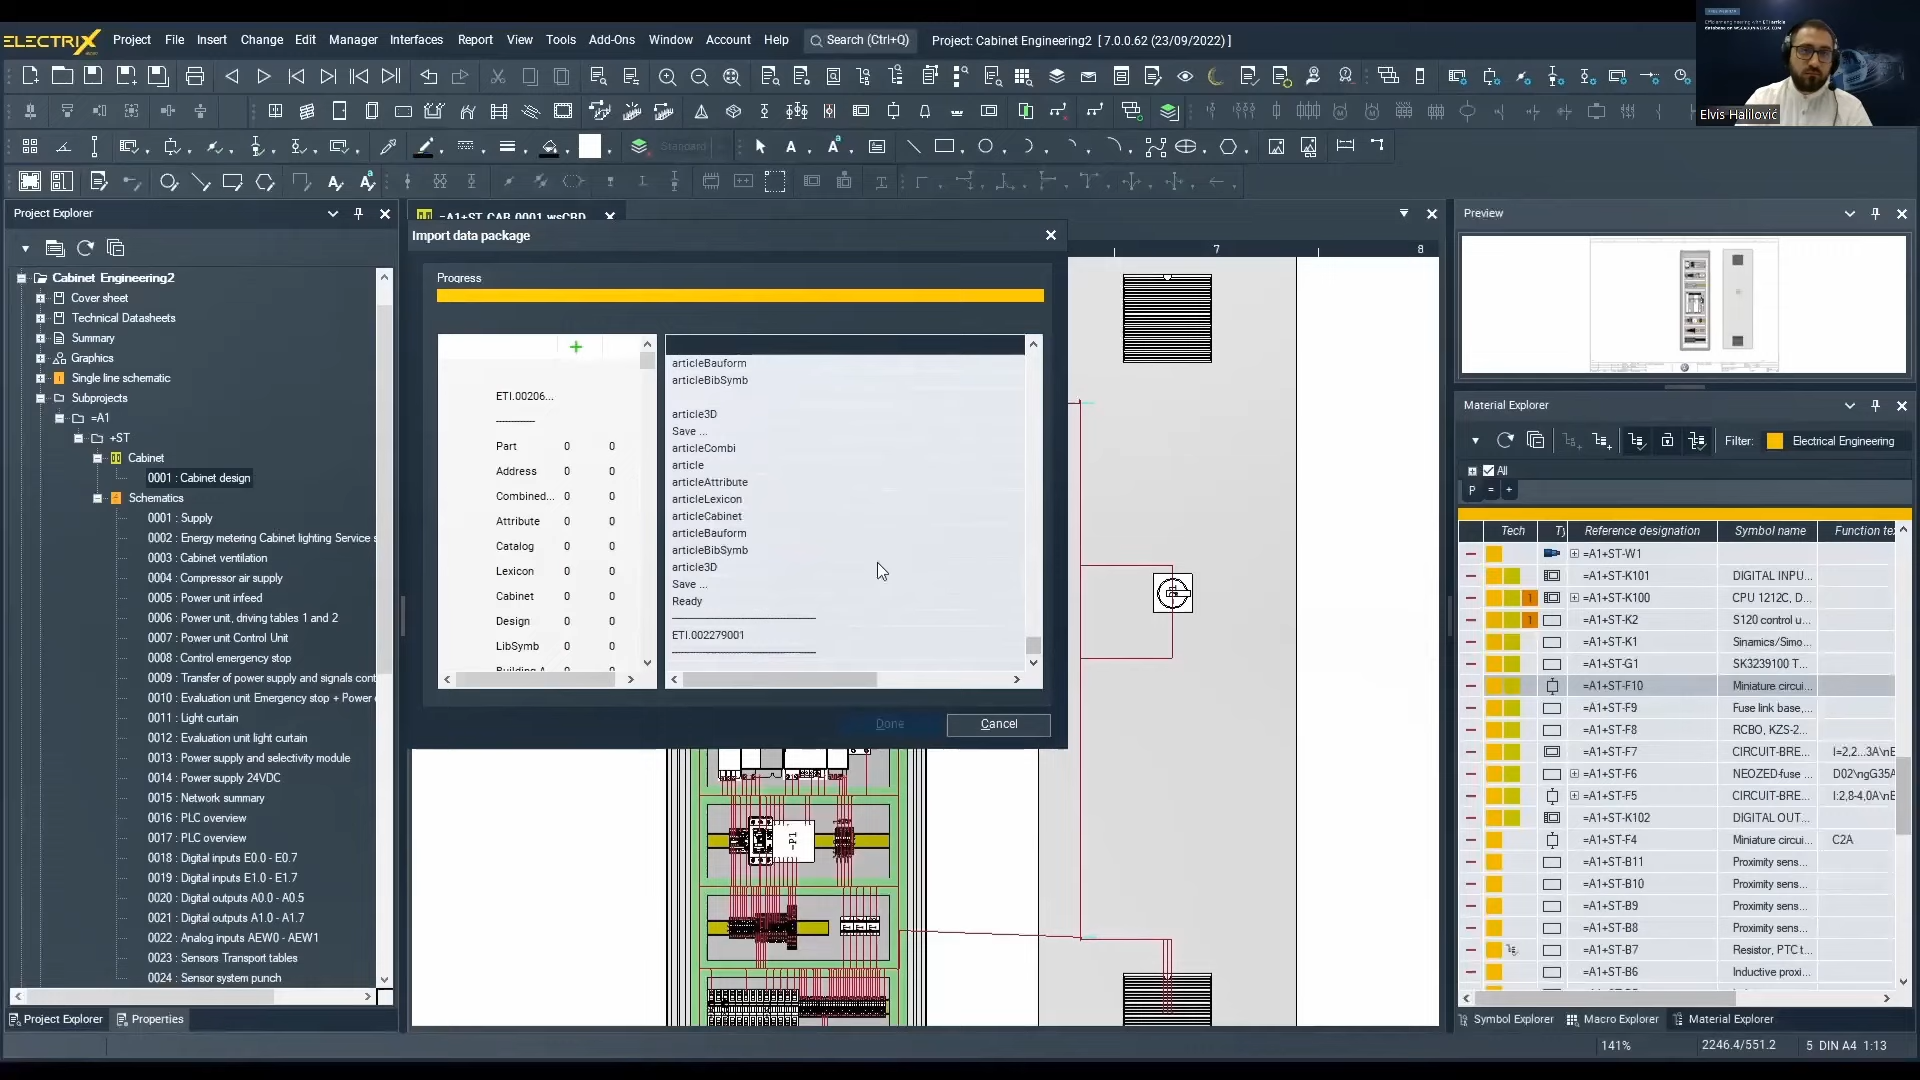 ELECTRIX
Project File Insert Change Edit Manager Interfaces Report View Tools Add-Ons Window Account Help Search (Ctrl+Q) Project: Cabinet Engineering2 [ 7.0.0.62 (23/09/2022) ]
Elvis Halilović
Standard
Project Explorer
=A1+ST_CAB_0001.wsCBD
Import data package
7
8
Preview
Progress
Cabinet Engineering2
Cover sheet
Technical Datasheets
Summary
Graphics
Single line schematic
Subprojects
=A1
+ST
Cabinet
0001 : Cabinet design
Schematics
0001 : Supply
0002 : Energy metering Cabinet lighting Service s
0003 : Cabinet ventilation
0004 : Compressor air supply
0005 : Power unit infeed
0006 : Power unit, driving tables 1 and 2
0007 : Power unit Control Unit
0008 : Control emergency stop
0009 : Transfer of power supply and signals cont
0010 : Evaluation unit Emergency stop + Power
0011 : Light curtain
0012 : Evaluation unit light curtain
0013 : Power supply and selectivity module
0014 : Power supply 24VDC
0015 : Network summary
0016 : PLC overview
0017 : PLC overview
0018 : Digital inputs E0.0 - E0.7
0019 : Digital inputs E1.0 - E1.7
0020 : Digital outputs A0.0 - A0.5
0021 : Digital outputs A1.0 - A1.7
0022 : Analog inputs AEW0 - AEW1
0023 : Sensors Transport tables
0024 : Sensor system punch
Project Explorer Properties
ETI.00206...
Part 0 0
Address 0 0
Combined... 0 0
Attribute 0 0
Catalog 0 0
Lexicon 0 0
Cabinet 0 0
Design 0 0
LibSymb 0 0
articleBauform
articleBibSymb
article3D
Save ...
articleCombi
article
articleAttribute
articleLexicon
articleCabinet
articleBauform
articleBibSymb
article3D
Save ...
Ready
ETI.002279001
Done Cancel
-P1
Material Explorer
Filter: Electrical Engineering
All
P = +
Tech Ty Reference designation Symbol name Function te
=A1+ST-W1
=A1+ST-K101 DIGITAL INPU...
1 =A1+ST-K100 CPU 1212C, D...
1 =A1+ST-K2 S120 control u...
=A1+ST-K1 Sinamics/Simo...
=A1+ST-G1 SK3239100 T...
=A1+ST-F10 Miniature circui...
=A1+ST-F9 Fuse link base,...
=A1+ST-F8 RCBO, KZS-2...
=A1+ST-F7 CIRCUIT-BRE... I=2,2...3A\nE
=A1+ST-F6 NEOZED-fuse ... D02\ngG35A
=A1+ST-F5 CIRCUIT-BRE... I:2,8-4,0A\nE
=A1+ST-K102 DIGITAL OUT...
=A1+ST-F4 Miniature circui... C2A
=A1+ST-B11 Proximity sens...
=A1+ST-B10 Proximity sens...
=A1+ST-B9 Proximity sens...
=A1+ST-B8 Proximity sens...
=A1+ST-B7 Resistor, PTC t...
=A1+ST-B6 Inductive proxi...
Symbol Explorer Macro Explorer Material Explorer
141% 2246.4/551.2 5 DIN A4 1:13